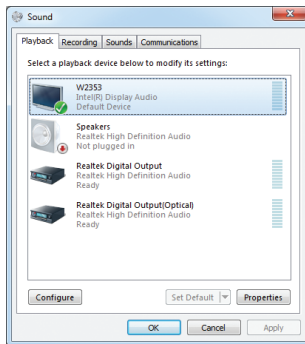 Sound
Playback
Recording
Sounds
Communications
Select a playback device below to modify its settings:
W2353
Intel(R) Display Audio
Default Device
Speakers
Realtek High Definition Audio
Not plugged in
Realtek Digital Output
Realtek High Definition Audio
Ready
Realtek Digital Output(Optical)
Realtek High Definition Audio
Ready
Configure
Set Default
Properties
OK
Cancel
Apply